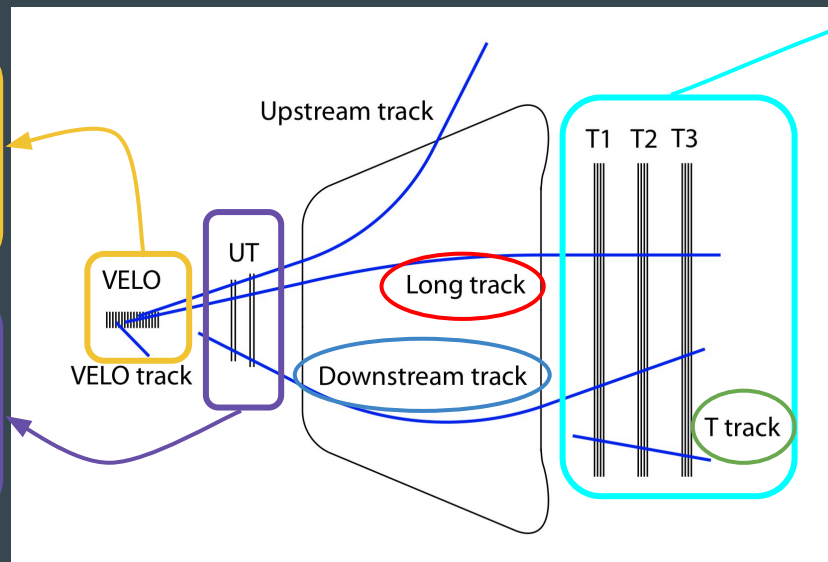 Upstream track
T1 T2 T3
UT
VELO
Long track
VELO track
Downstream track
T track